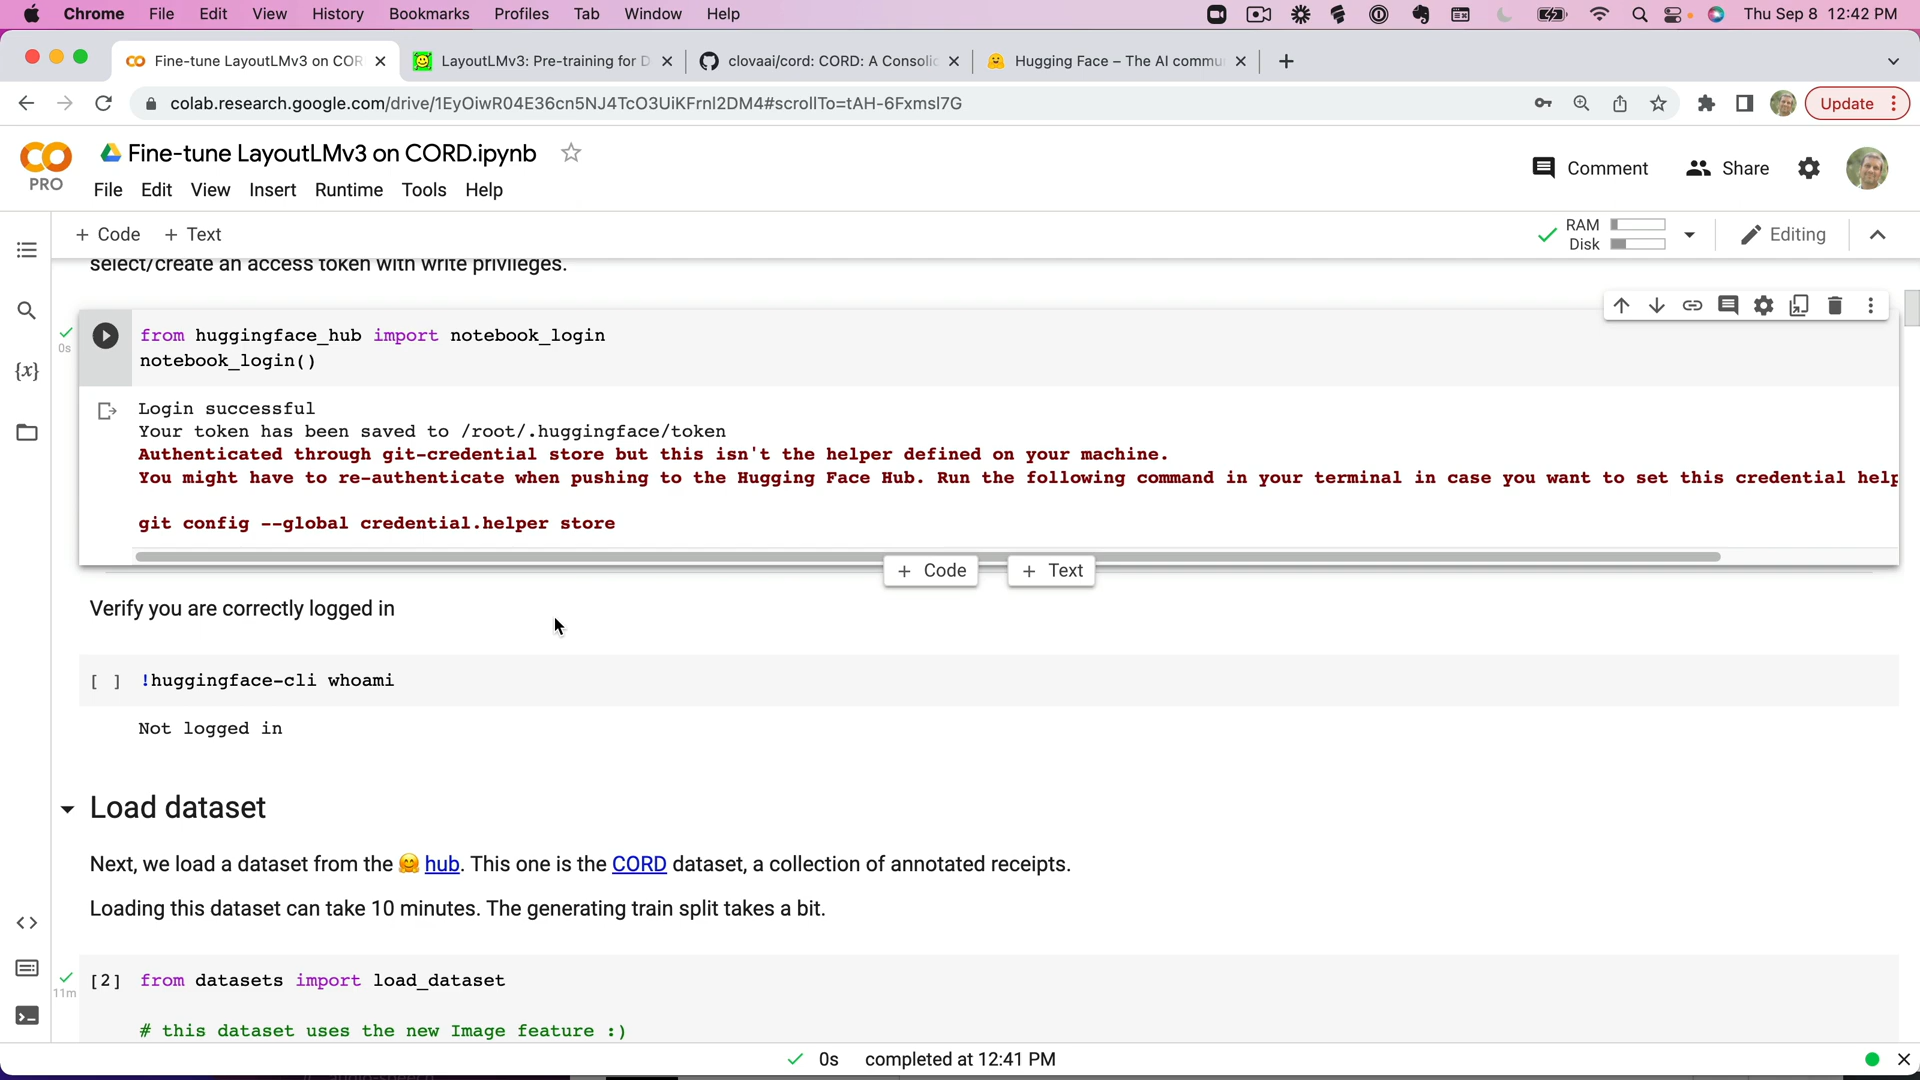 Chrome File Edit View History Bookmarks Profiles Tab Window Help Thu Sep 8 12:42 PM
Fine-tune LayoutLMv3 on COR LayoutLMv3: Pre-training for D clovaai/cord: CORD: A Consolic Hugging Face – The AI commu
colab.research.google.com/drive/1EyOiwR04E36cn5NJ4TcO3UiKFrnl2DM4#scrollTo=tAH-6Fxmsl7G Update
Fine-tune LayoutLMv3 on CORD.ipynb
PRO
Comment Share
File Edit View Insert Runtime Tools Help
+ Code + Text
RAM
Disk
Editing
select/create an access token with write privileges.
0s
from huggingface_hub import notebook_login
notebook_login()
Login successful
Your token has been saved to /root/.huggingface/token
Authenticated through git-credential store but this isn't the helper defined on your machine.
You might have to re-authenticate when pushing to the Hugging Face Hub. Run the following command in your terminal in case you want to set this credential help
git config --global credential.helper store
+ Code + Text
Verify you are correctly logged in
[ ] !huggingface-cli whoami
Not logged in
Load dataset
Next, we load a dataset from the 🤗 hub. This one is the CORD dataset, a collection of annotated receipts.
Loading this dataset can take 10 minutes. The generating train split takes a bit.
11m
[2] from datasets import load_dataset
# this dataset uses the new Image feature :)
0s completed at 12:41 PM